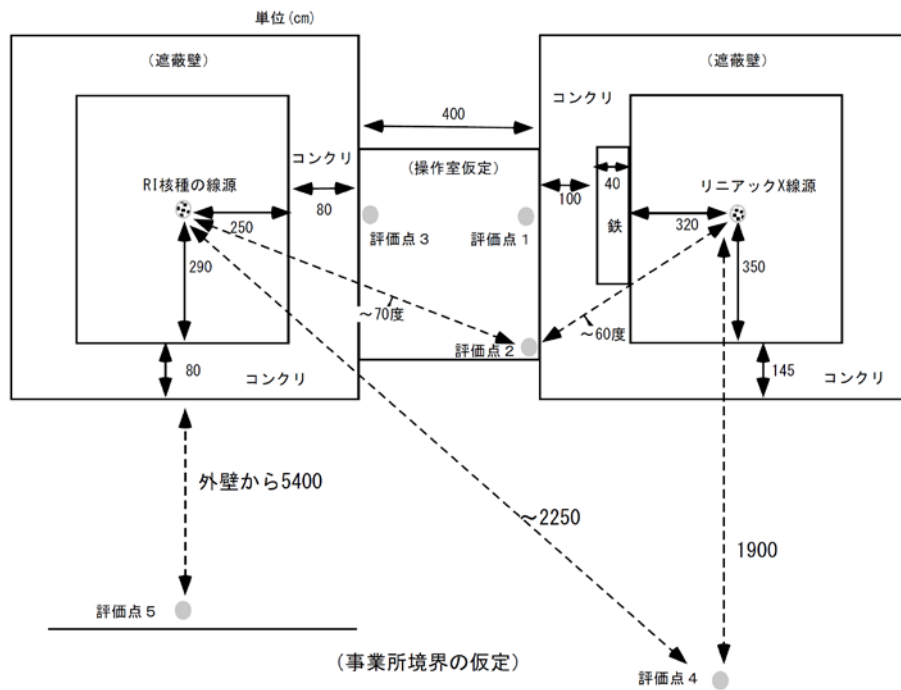 単位(cm)
(遮蔽壁)
(遮蔽壁)
コンクリ
400
コンクリ
(操作室仮定)
RI核種の線源
80
100
40
リニアックX線源
250
評価点3
評価点1
鉄
320
290
350
～70度
～60度
評価点2
80
コンクリ
145
コンクリ
外壁から5400
～2250
1900
評価点5
(事業所境界の仮定)
評価点4